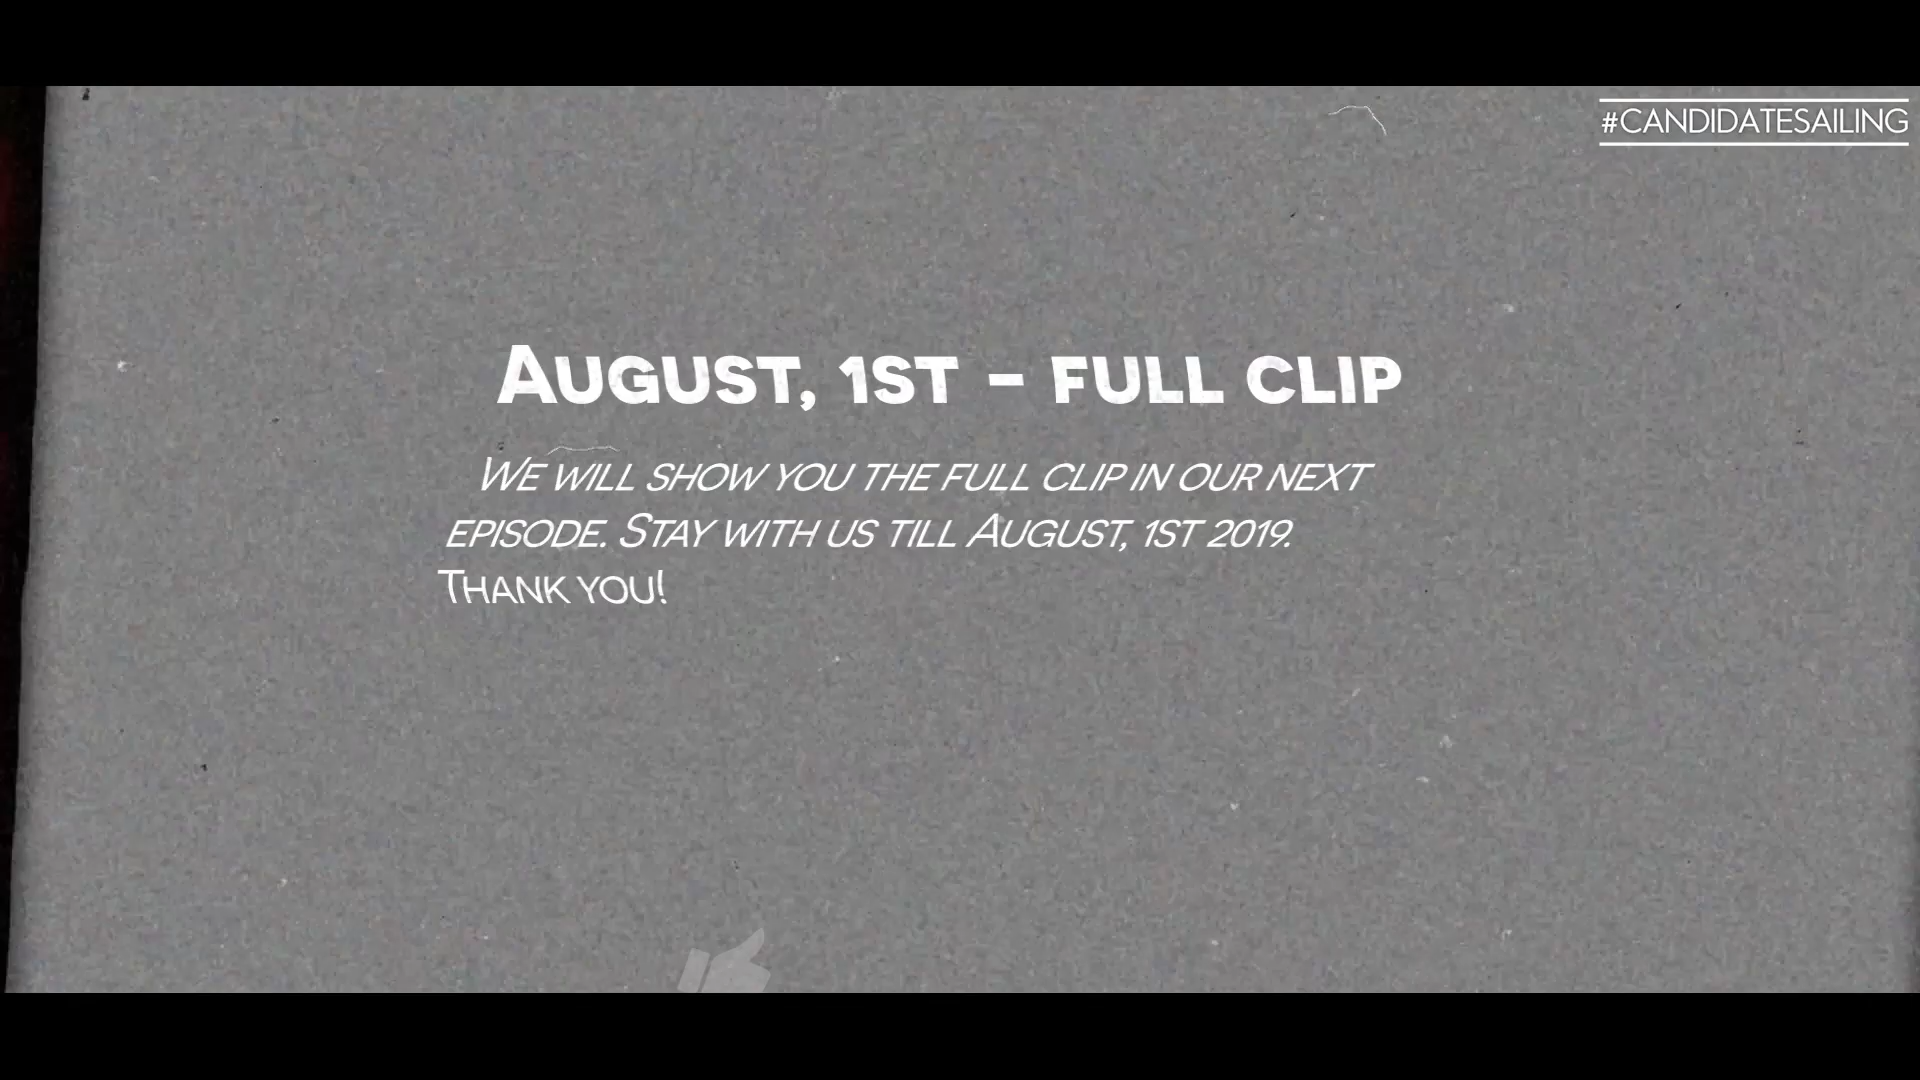 #CANDIDATESAILING
August, 1st - full clip
We will show you the full clip in our next
episode. Stay with us till August, 1st 2019.
Thank you!